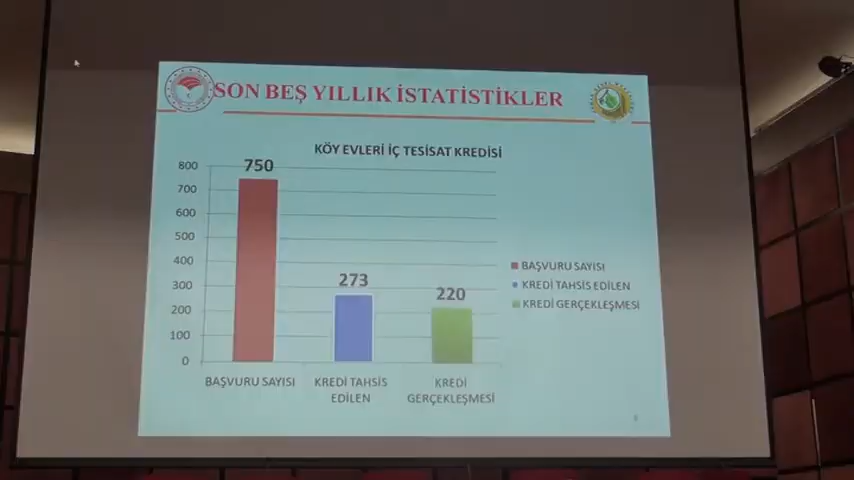 SON BEŞ YILLIK İSTATİSTİKLER
KÖY EVLERİ İÇ TESİSAT KREDİSİ
800
700
600
500
400
300
200
100
0
750
273
220
BAŞVURU SAYISI
KREDİ TAHSİS
EDİLEN
KREDİ
GERÇEKLEŞMESİ
BAŞVURU SAYISI
KREDİ TAHSİS EDİLEN
KREDİ GERÇEKLEŞMESİ